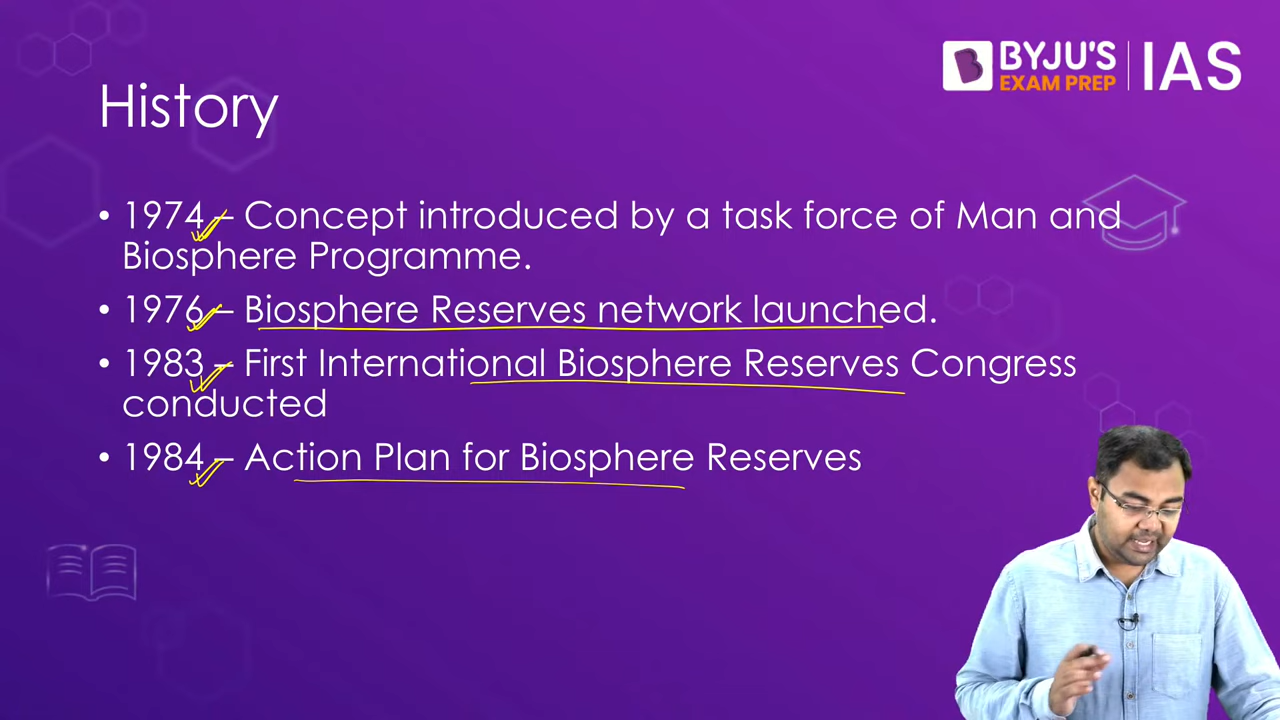 BYJU'S
EXAM PREP
IAS
History
• 1974 – Concept introduced by a task force of Man and
Biosphere Programme.
• 1976 – Biosphere Reserves network launched.
• 1983 – First International Biosphere Reserves Congress
conducted
• 1984 – Action Plan for Biosphere Reserves